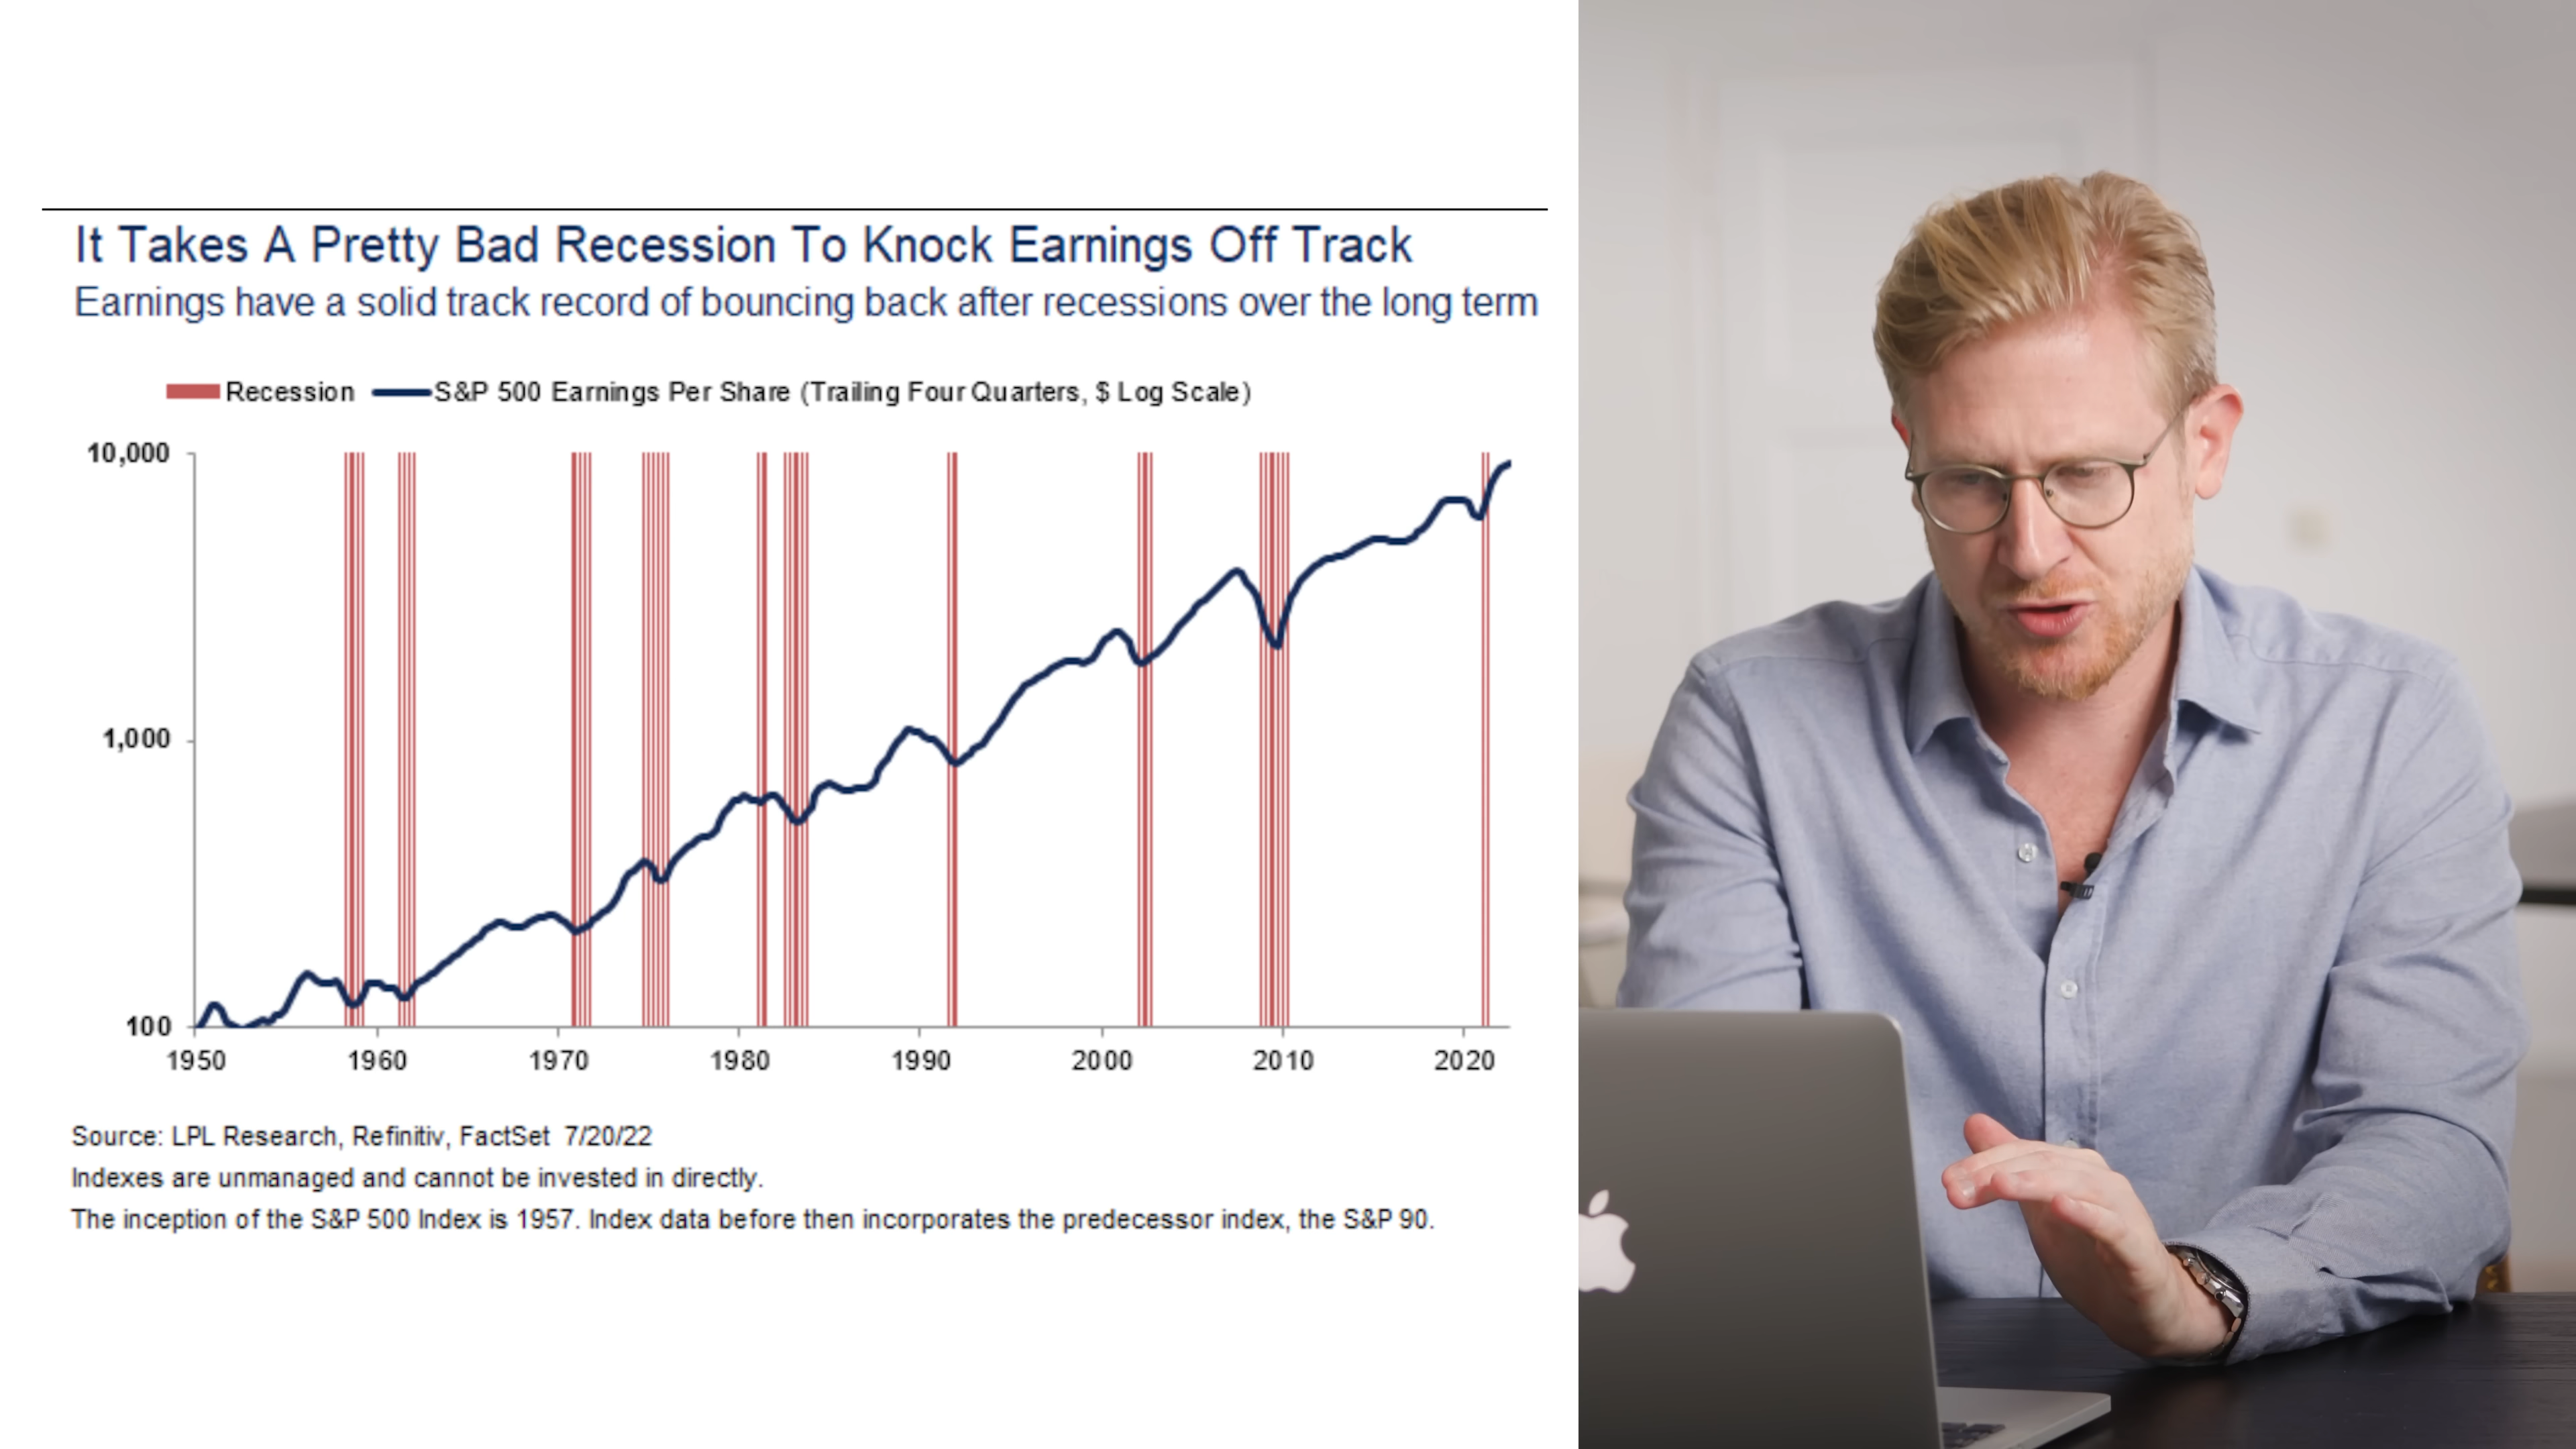 It Takes A Pretty Bad Recession To Knock Earnings Off Track
Earnings have a solid track record of bouncing back after recessions over the long term
Recession S&P 500 Earnings Per Share (Trailing Four Quarters, $ Log Scale)
10,000
1,000
100
1950 1960 1970 1980 1990 2000 2010 2020
Source: LPL Research, Refinitiv, FactSet 7/20/22
Indexes are unmanaged and cannot be invested in directly.
The inception of the S&P 500 Index is 1957. Index data before then incorporates the predecessor index, the S&P 90.